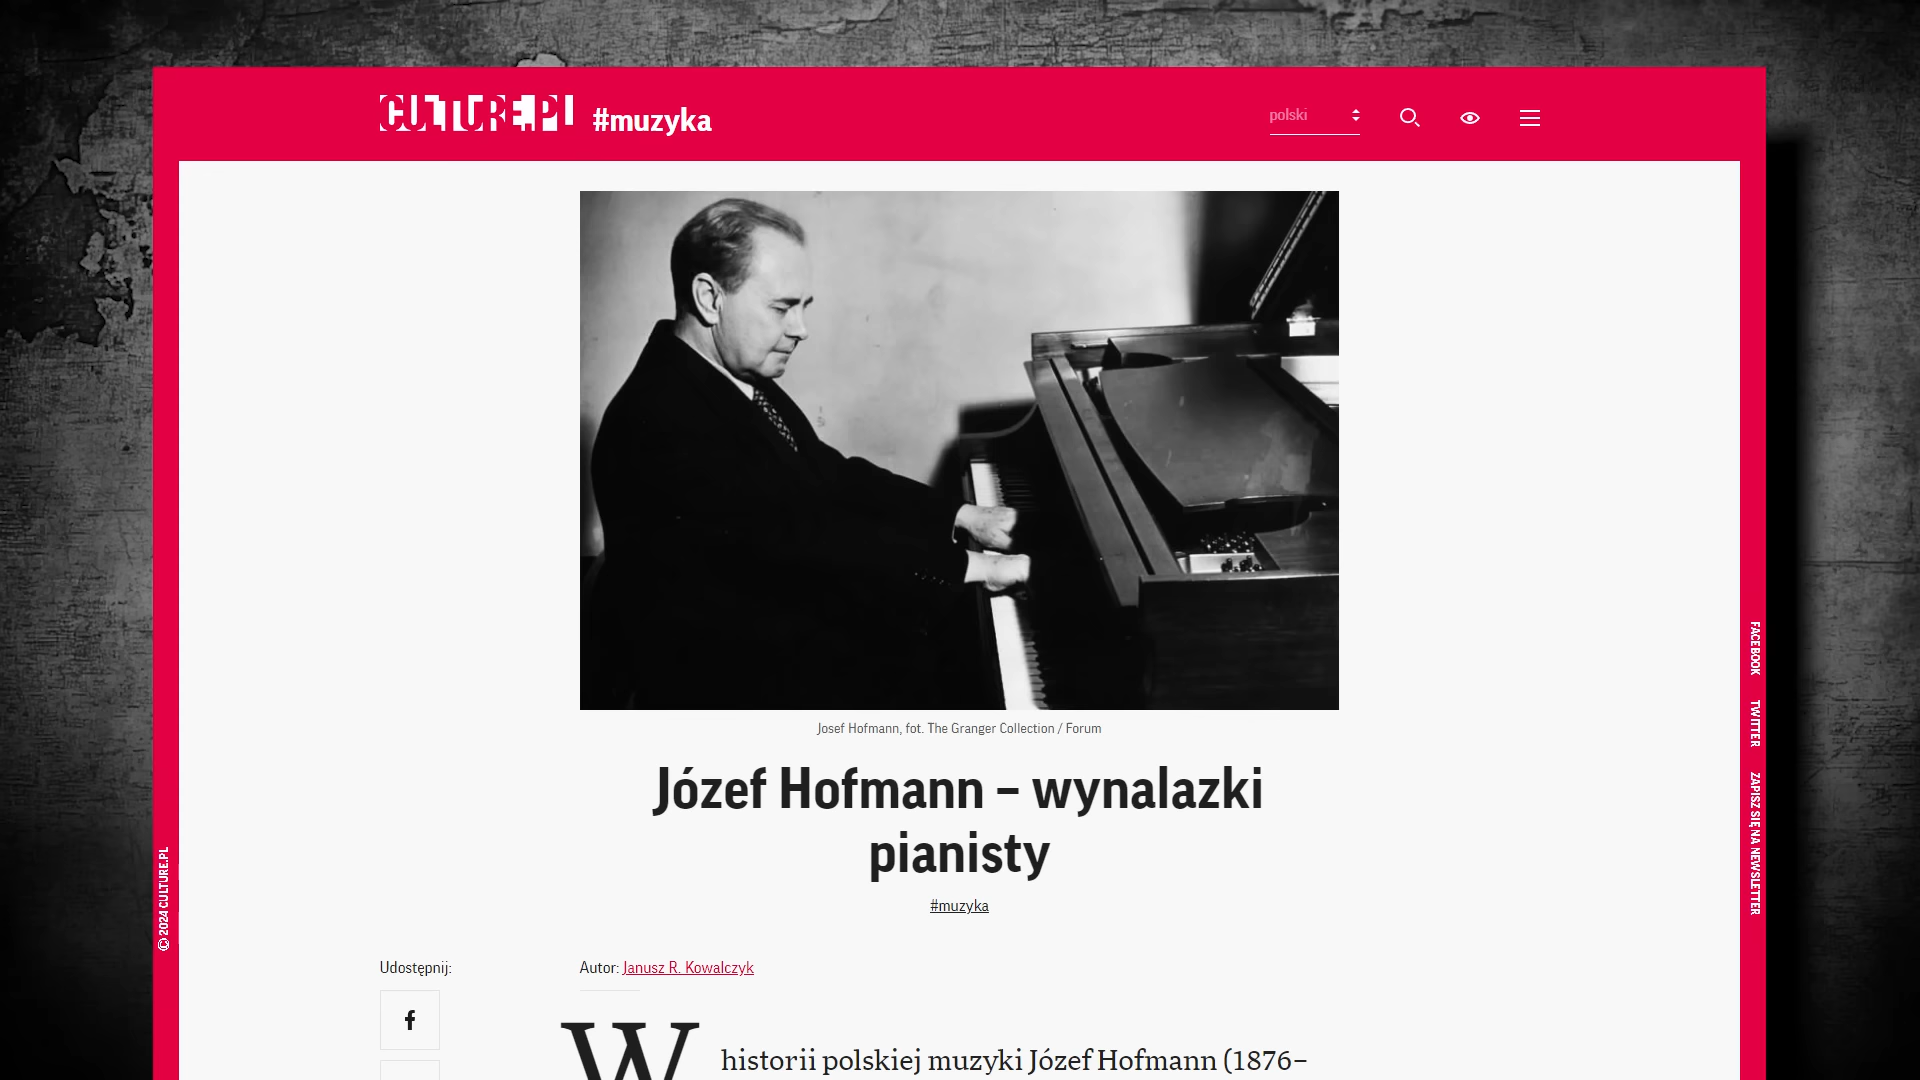 CULTURE.PL #muzyka
polski
Josef Hofmann, fot. The Granger Collection / Forum
Józef Hofmann – wynalazki
pianisty
#muzyka
Udostępnij:
Autor: Janusz R. Kowalczyk
W historii polskiej muzyki Józef Hofmann (1876–
© 2024 CULTURE.PL
FACEBOOK
TWITTER
ZAPISZ SIĘ NA NEWSLETTER